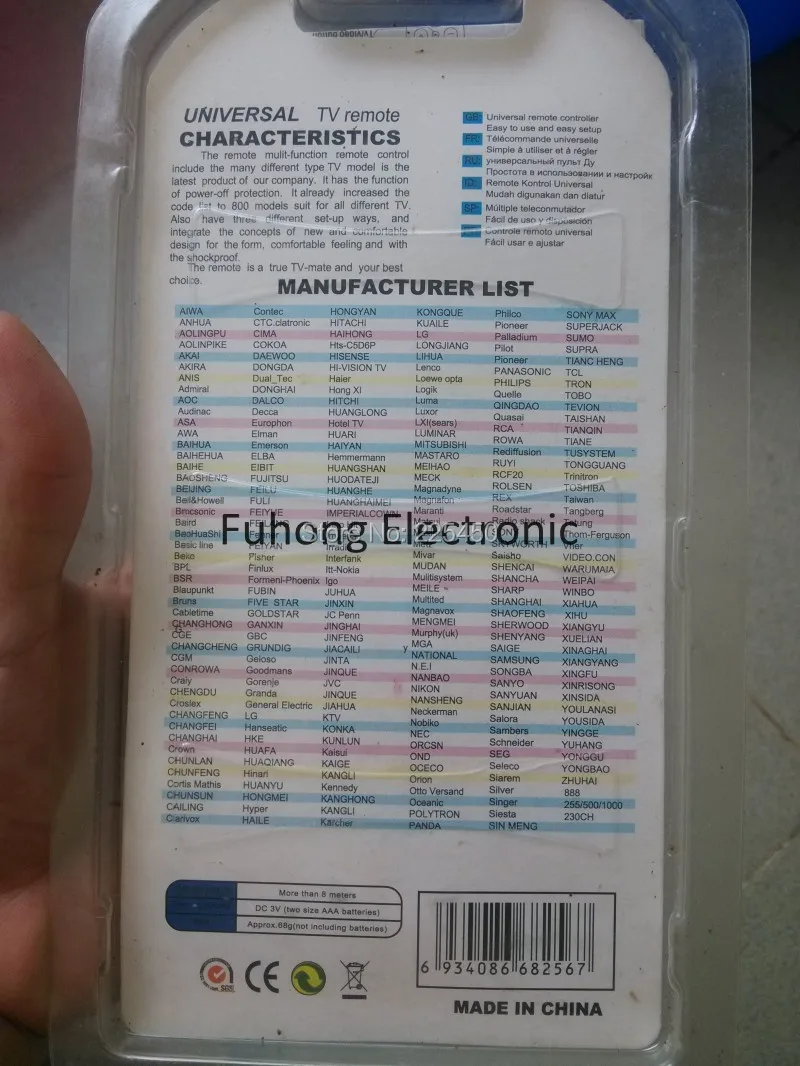 UNIVERSAL TV remote
CHARACTERISTICS
The remote mulit-function remote control
include the many different type TV model is the
latest product of our company. It has the function
of power-off protection. It already increased the
code list to 800 models suit for all different TV.
Also have three different set-up ways, and
integrate the concepts of new and comfortable
design for the form, comfortable feeling and with
the shockproof.
The remote is a true TV-mate and your best
choice.
GB: Universal remote controller
Easy to use and easy setup
FR: Télécommande universelle
Simple à utiliser et à régler
RU: универсальный пульт Ду
Простота в использовании и настройк
ID: Remote Kontrol Universal
Mudah digunakan dan diatur
SP: Múltiple telecomutador
Fácil de uso y disposición
Controle remoto universal
Fácil usar e ajustar
MANUFACTURER LIST
AIWA
ANHUA
AOLINGPU
AOLINPIKE
AKAI
AKIRA
ANIS
Admiral
AOC
Audinac
ASA
AWA
BAIHUA
BAIHEHUA
BAIHE
BAOSHENG
BEIJING
Bell&Howell
Bmcsonic
Baird
BaoHuaShi
Basic line
Beko
BPL
BSR
Blaupunkt
Bruns
Cabletime
CHANGHONG
CGE
CHANGCHENG
CGM
CONROWA
Craiy
CHENGDU
Croslex
CHANGFENG
CHANGFEI
CHANGHAI
Crown
CHUNLAN
CHUNFENG
Cortis Mathis
CHUNSUN
CAILING
Clarivox
Contec
CTC.clatronic
CIMA
COKOA
DAEWOO
DONGDA
Dual_Tec
DONGHAI
DALCO
Decca
Europhon
Elman
Emerson
ELBA
EIBIT
FUJITSU
FEILU
FULI
FEIYUE
FEIYAN
Fisher
Finlux
Formeni-Phoenix
FUBIN
FIVE STAR
GOLDSTAR
GANXIN
GBC
GRUNDIG
Geloso
Goodmans
Gorenje
Granda
General Electric
LG
Hanseatic
HKE
HUAFA
HUAQIANG
Hinari
HUANYU
HONGMEI
Hyper
HAILE
HONGYAN
HITACHI
HAIHONG
Hts-C5D6P
HISENSE
HI-VISION TV
Haier
Hong XI
HITCHI
HUANGLONG
Hotel TV
HUARI
HAIYAN
Hemmermann
HUANGSHAN
HUODATEJI
HUANGHE
HUANGHAIMEI
IMPERIALCOWN
Interfank
Itt-Nokia
Igo
JUHUA
JINXIN
JC Penn
JINGHAI
JINFENG
JIACAILI
JINTA
JINQUE
JVC
JINQUE
JIAHUA
KTV
KONKA
KUNLUN
Kaisui
KAIGE
KANGLI
Kennedy
KANGHONG
KANGLI
Karcher
KONGQUE
KUAILE
LG
LONGJIANG
LIHUA
Lenco
Loewe opta
Logik
Luma
Luxor
LXI(sears)
LUMINAR
MITSUBISHI
MASTARO
MEIHAO
MECK
Magnadyne
Magnafon
Maranti
Mivar
MUDAN
Mulitisystem
MEILE
Multited
Magnavox
MENGMEI
Murphy(uk)
y MGA
NATIONAL
N.E.I
NANBAO
NIKON
NANSHENG
Neckerman
Nobiko
NEC
ORCSN
OND
OCECO
Orion
Otto Versand
Oceanic
POLYTRON
PANDA
Philco
Pioneer
Palladium
Pilot
Pioneer
PANASONIC
PHILIPS
Quelle
QINGDAO
Quasai
RCA
ROWA
Rediffusion
RUYI
RCF20
ROLSEN
REX
Roadstar
Radio shack
SKYWORTH
Saisho
SHENCAI
SHANCHA
SHARP
SHANGHAI
SHAOFENG
SHERWOOD
SHENYANG
SAIGE
SAMSUNG
SONGBA
SANYO
SANYUAN
SANJIAN
Salora
Sambers
Schneider
SEG
Seleco
Siarem
Silver
Singer
Siesta
SIN MENG
SONY MAX
SUPERJACK
SUMO
SUPRA
TIANC HENG
TCL
TRON
TOBO
TEVION
TAISHAN
TIANQIN
TIANE
TUSYSTEM
TONGGUANG
Trinitron
TOSHIBA
Taiwan
Tangberg
Tatung
Thom-Ferguson
VIDEO.CON
WARUMAIA
WEIPAI
WINBO
XIAHUA
XIHU
XIANGYU
XUELIAN
XINAGHAI
XIANGYANG
XINGFU
XINRISONG
XINSIDA
YOULANASI
YOUSIDA
YINGGE
YUHANG
YONGGU
YONGBAO
ZHUHAI
888
255/500/1000
230CH
Fuhong Electronic
More than 8 meters
DC 3V (two size AAA batteries)
Approx.68g(not including batteries)
SGS
CE
6 934086 682567
MADE IN CHINA